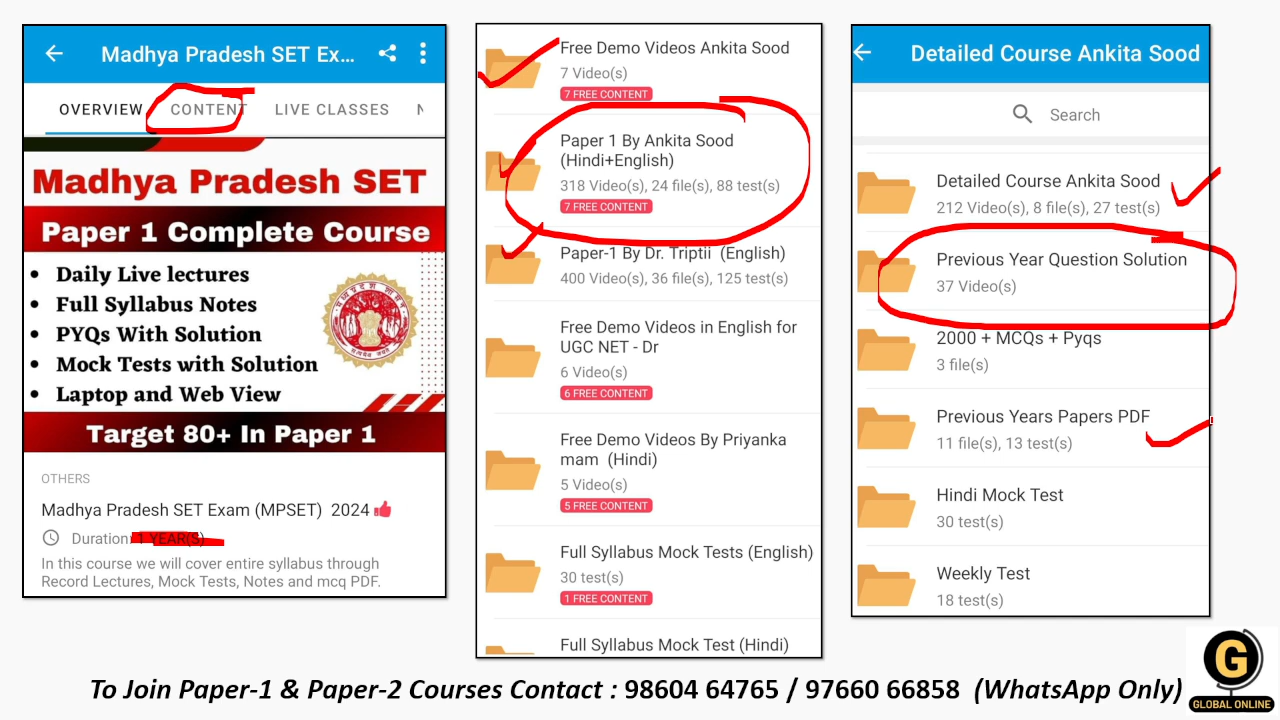 Madhya Pradesh SET Ex...
OVERVIEW CONTENT LIVE CLASSES
Madhya Pradesh SET
Paper 1 Complete Course
• Daily Live lectures
• Full Syllabus Notes
• PYQs With Solution
• Mock Tests with Solution
• Laptop and Web View
Target 80+ In Paper 1
OTHERS
Madhya Pradesh SET Exam (MPSET) 2024
Duration: 1 YEAR(S)
In this course we will cover entire syllabus through
Record Lectures, Mock Tests, Notes and mcq PDF.
Free Demo Videos Ankita Sood
7 Video(s)
7 FREE CONTENT
Paper 1 By Ankita Sood
(Hindi+English)
318 Video(s), 24 file(s), 88 test(s)
7 FREE CONTENT
Paper-1 By Dr. Triptii (English)
400 Video(s), 36 file(s), 125 test(s)
Free Demo Videos in English for
UGC NET - Dr
6 Video(s)
6 FREE CONTENT
Free Demo Videos By Priyanka
mam (Hindi)
5 Video(s)
5 FREE CONTENT
Full Syllabus Mock Tests (English)
30 test(s)
1 FREE CONTENT
Full Syllabus Mock Test (Hindi)
Detailed Course Ankita Sood
Search
Detailed Course Ankita Sood
212 Video(s), 8 file(s), 27 test(s)
Previous Year Question Solution
37 Video(s)
2000 + MCQs + Pyqs
3 file(s)
Previous Years Papers PDF
11 file(s), 13 test(s)
Hindi Mock Test
30 test(s)
Weekly Test
18 test(s)
To Join Paper-1 & Paper-2 Courses Contact : 98604 64765 / 97660 66858 (WhatsApp Only)
G
GLOBAL ONLINE